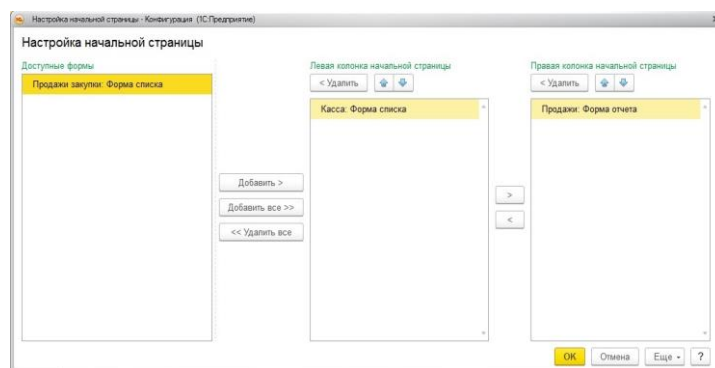 Настройка начальной страницы - Конфигурация (1С:Предприятие)
Настройка начальной страницы
Доступные формы
Продажи закупки: Форма списка
Добавить >
Добавить все >>
<< Удалить все
Левая колонка начальной страницы
< Удалить
Касса: Форма списка
>
<
Правая колонка начальной страницы
< Удалить
Продажи: Форма отчета
OK Отмена Еще ?